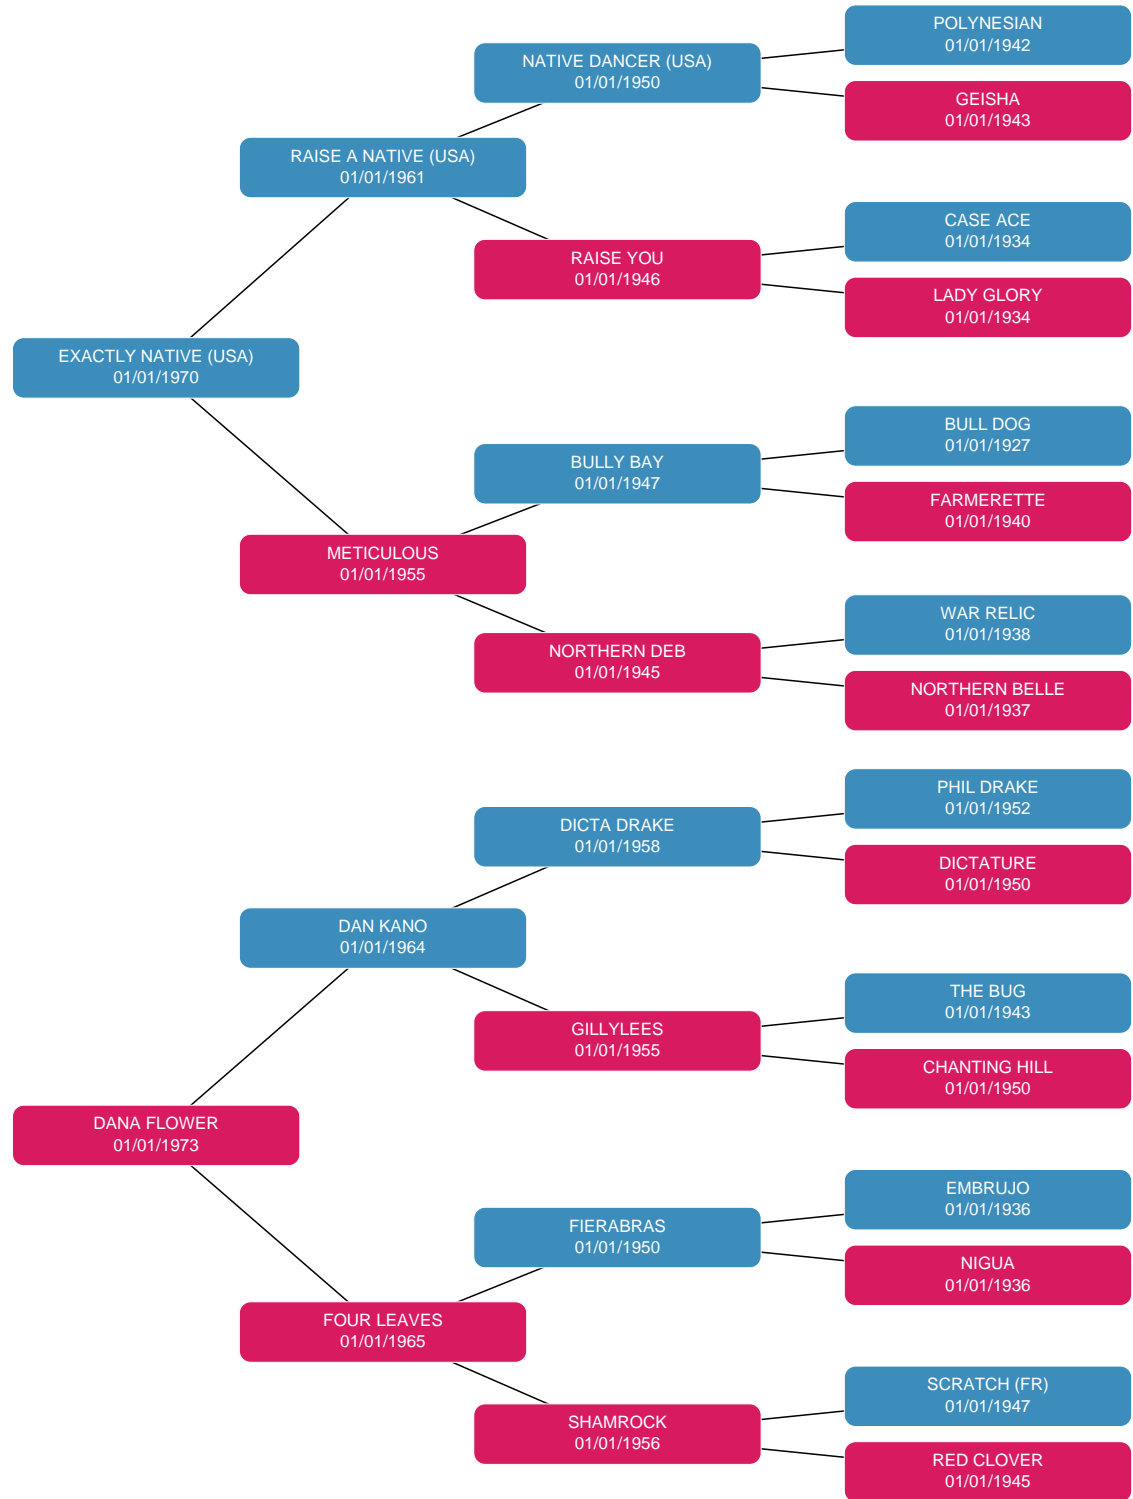 POLYNESIAN
01/01/1942
NATIVE DANCER (USA)
01/01/1950
GEISHA
01/01/1943
RAISE A NATIVE (USA)
01/01/1961
CASE ACE
01/01/1934
RAISE YOU
01/01/1946
LADY GLORY
01/01/1934
EXACTLY NATIVE (USA)
01/01/1970
BULL DOG
01/01/1927
BULLY BAY
01/01/1947
FARMERETTE
01/01/1940
METICULOUS
01/01/1955
WAR RELIC
01/01/1938
NORTHERN DEB
01/01/1945
NORTHERN BELLE
01/01/1937
PHIL DRAKE
01/01/1952
DICTA DRAKE
01/01/1958
DICTATURE
01/01/1950
DAN KANO
01/01/1964
THE BUG
01/01/1943
GILLYLEES
01/01/1955
CHANTING HILL
01/01/1950
DANA FLOWER
01/01/1973
EMBRUJO
01/01/1936
FIERABRAS
01/01/1950
NIGUA
01/01/1936
FOUR LEAVES
01/01/1965
SCRATCH (FR)
01/01/1947
SHAMROCK
01/01/1956
RED CLOVER
01/01/1945